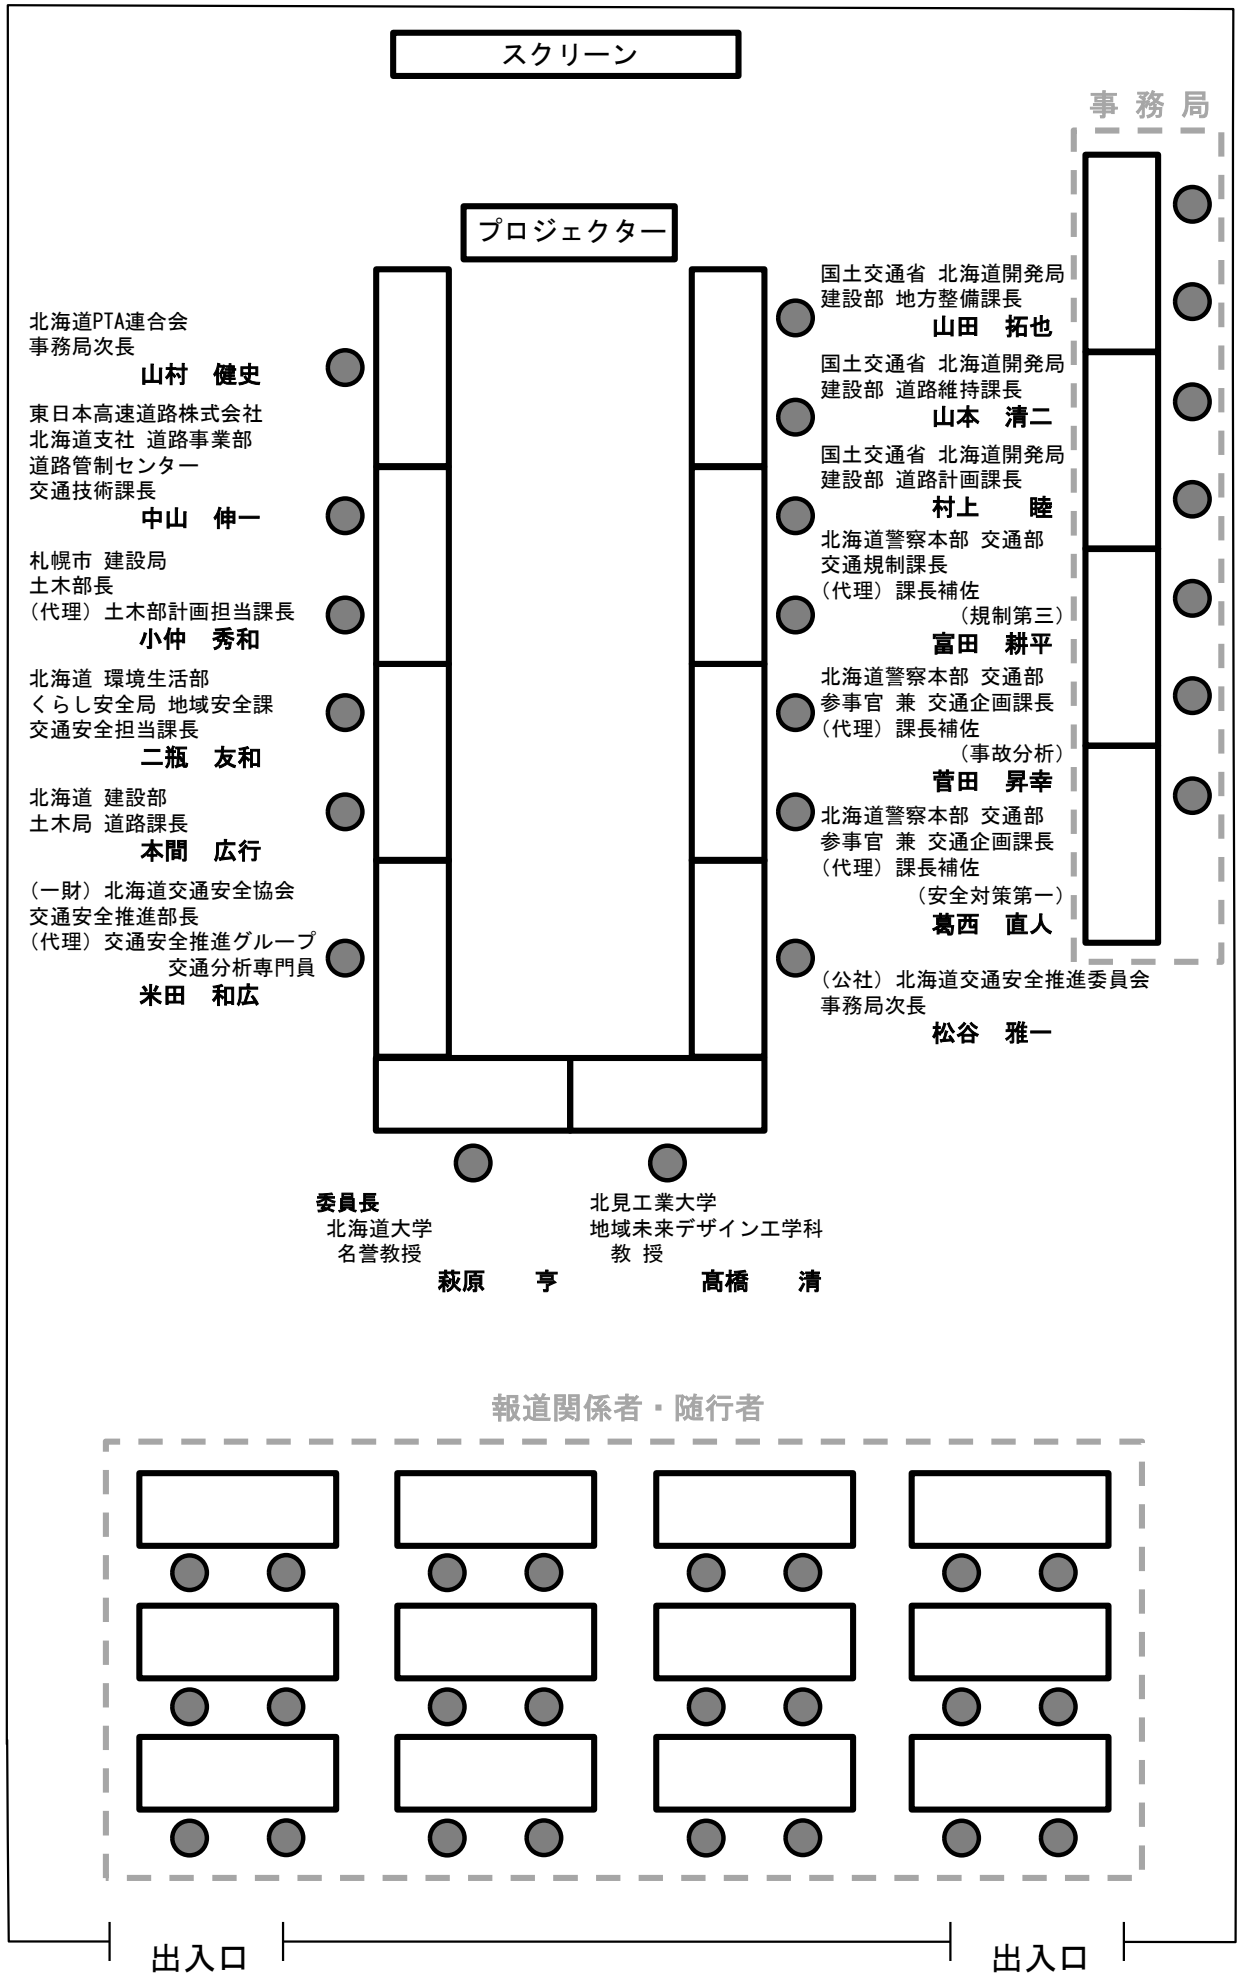 スクリーン
事 務 局
プロジェクター
北海道PTA連合会
事務局次長
山村　健史
東日本高速道路株式会社
北海道支社 道路事業部
道路管制センター
交通技術課長
中山　伸一
札幌市 建設局
土木部長
（代理）土木部計画担当課長
小仲　秀和
北海道 環境生活部
くらし安全局 地域安全課
交通安全担当課長
二瓶　友和
北海道 建設部
土木局 道路課長
本間　広行
（一財）北海道交通安全協会
交通安全推進部長
（代理）交通安全推進グループ
交通分析専門員
米田　和広
国土交通省 北海道開発局
建設部 地方整備課長
山田　拓也
国土交通省 北海道開発局
建設部 道路維持課長
山本　清二
国土交通省 北海道開発局
建設部 道路計画課長
村上　　睦
北海道警察本部 交通部
交通規制課長
（代理）課長補佐
（規制第三）
富田　耕平
北海道警察本部 交通部
参事官 兼 交通企画課長
（代理）課長補佐
（事故分析）
菅田　昇幸
北海道警察本部 交通部
参事官 兼 交通企画課長
（代理）課長補佐
（安全対策第一）
葛西　直人
（公社）北海道交通安全推進委員会
事務局次長
松谷　雅一
委員長
北海道大学
名誉教授
萩原　　亨
北見工業大学
地域未来デザイン工学科
教 授
髙橋　　清
報道関係者・随行者
出入口
出入口